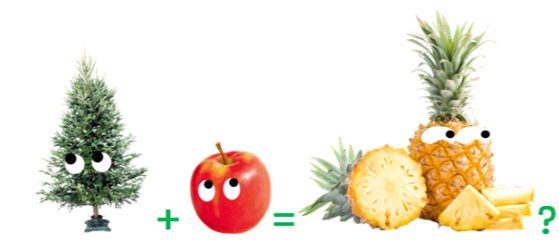 + = ?